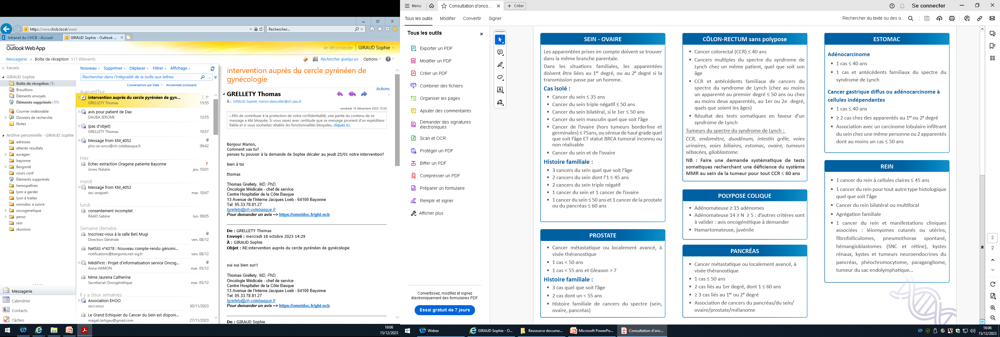 https://owa.chcb.local/owa/
Rechercher...
Intranet du CHCB - Accueil
GIRAUD Sophie - Outlook ...
Microsoft
Outlook Web App
se déconnecter
GIRAUD Sophie
Messagerie > Boîte de réception 117 éléments
Rechercher quelqu'un
Options
Favoris
GIRAUD Sophie
Boîte de réception (1)
Brouillons
Éléments envoyés
Éléments supprimés (11)
Courrier indésirable
Dossiers de recherche
Notes
Archive personnelle - GIRAUD Sophie
adresses
attente resultats
auragen
bayonne
Bergonié
cours conf
Éléments supprimés
hemopathies
lyon a garder
lyon à traiter
omnidoc a suivre
oncogenetique
perso
rein
réunions
Messagerie
Calendrier
Contacts
Tâches
Nouveau
Supprimer
Déplacer
Filtrer
Affichage
Rechercher dans l'intégralité de la boîte aux lettres
Conversations par Date
Ancienneté (croissant)
Aujourd'hui
intervention auprès du cercle pyrénéen de gyn...
GRELLETY Thomas 15:55
avis pour patient de Dax
DAUBA JEROME 13:55
(pas d'objet)
GRELLETY Thomas 10:57
Message from KM_4052
pho-se-onco@ch-cotebasque.fr 09:42
Hier
Echec extraction Oragene patiente Bayonne
Jones Natalie jeu. 10:01
mardi
Message from KM_4052
sec-anapath mar. 10:47
lundi
consentement incomplet
RAAD Sabine lun. 00:05
Semaine dernière
Inscrivez-vous à la salle Beti Mugi
Direction Générale ven. 08/12
NetSIG n°4378 : Nouveau compte-rendu génomi...
notifications@bergonie.net-sig.fr ven. 08/12
MédiFirst : Projet d'informatisation service Oncog...
Anna HAMON mar. 05/12
Mme Jaurena Catherine
Secrétariat Oncogénétique mar. 05/12
Il y a deux semaines
Association EHOO
secr.onco 30/11/2023
Le Grand Echiquier du Cancer du Sein est disponi...
magali.lartigau@gmail.com 27/11/2023
intervention auprès du cercle pyrénéen de
gynécologie
Actions
GRELLETY Thomas
À : GIRAUD Sophie; marion.desoutter@ch-pau.fr
vendredi 15 décembre 2023 15:55
- Afin de contribuer à la protection de votre confidentialité, une partie du contenu de ce
message a été bloquée. Si vous savez avec certitude que ce message provient d'un expéditeur
fiable et si vous souhaitez rétablir les fonctionnalités bloquées, cliquez ici.
Bonjour Marion,
Comment vas tu?
penses tu pouvoir à la demande de Sophie décaler au jeudi 25/01 notre intervention?
bien à toi
thomas
Thomas Grellety, MD, PhD,
Oncologie Médicale - chef de service
Centre Hospitalier de la Côte Basque
13 Avenue de l'Interne Jacques Loeb - 64100 Bayonne
Tel: 05.33.78.81.27
tgrellety@ch-cotebasque.fr
Pour demander un avis --> https://omnidoc.fr/ght-ncb
De : GRELLETY Thomas
Envoyé : mercredi 18 octobre 2023 14:29
À : GIRAUD Sophie
Objet : RE:intervention auprès du cercle pyrénéen de gynécologie
oui oui bien sur!!
Thomas Grellety, MD, PhD,
Oncologie Médicale - chef de service
Centre Hospitalier de la Côte Basque
13 Avenue de l'Interne Jacques Loeb - 64100 Bayonne
Tel: 05.33.78.81.27
tgrellety@ch-cotebasque.fr
Pour demander un avis --> https://omnidoc.fr/ght-ncb
De : GIRAUD Sophie
16:06
15/12/2023
Menu
Consultation d'onco...
Créer
Se connecter
Tous les outils
Modifier
Convertir
Signer
Rechercher du texte ou des o...
Tous les outils
Exporter un PDF
Modifier un PDF
Créer un PDF
Combiner des fichiers
Organiser les pages
Ajouter des commentaires
Demander des signatures
électroniques
Scan et OCR
Protéger un PDF
Biffer un PDF
Compresser un PDF
Préparer un formulaire
Remplir et signer
Afficher plus
Convertissez, modifiez et signez
électroniquement des formulaires PDF.
Essai gratuit de 7 jours
SEIN - OVAIRE
Les apparentées prises en compte doivent se trouver
dans la même branche parentale.
Dans les situations familiales, les apparentées
doivent être liées au 1er degré, ou au 2è degré si la
transmission passe par un homme.
Cas isolé :
• Cancer du sein ≤ 35 ans
• Cancer du sein triple négatif ≤ 50 ans
• Cancer du sein bilatéral, si le 1er ≤ 50 ans
• Cancer du sein masculin quel que soit l'âge
• Cancer de l'ovaire (hors tumeurs borderline et
germinales) ≤ 75ans, ou séreux de haut grade quel
que soit l'âge ET statut BRCA tumoral inconnu ou
non réalisable
• Cancer du sein et de l'ovaire
Histoire familiale :
• 3 cancers du sein quel que soit l'âge
• 2 cancers du sein dont l'1 ≤ 45 ans
• 2 cancers du sein triple négatif
• 1 cancer du sein et 1 cancer de l'ovaire
• 1 cancer du sein ≤ 50 ans et 1 cancer de la prostate
ou du pancréas ≤ 60 ans
PROSTATE
• Cancer métastatique ou localement avancé, à
visée théranostique
• 1 cas < 50 ans
• 1 cas < 55 ans et Gleason > 7
Histoire familiale :
• 3 cas quel que soit l'âge
• 2 cas dont un < 55 ans
• Histoire familiale de cancers du spectre (sein,
ovaire, pancréas)
CÔLON-RECTUM sans polypose
• Cancer colorectal (CCR) ≤ 40 ans
• Cancers multiples du spectre du syndrome de
Lynch chez un même patient, quel que soit son
âge
• CCR et antécédents familiaux de cancers du
spectre du syndrome de Lynch (chez au moins
un apparenté au premier degré ≤ 50 ans ou chez
au moins deux apparentés, au 1er ou 2e degré,
quels que soient les âges)
• Résultat des tests somatiques en faveur d'un
syndrome de Lynch
Tumeurs du spectre du syndrome de Lynch :
CCR, endomètre, duodénum, intestin grêle, voies
urinaires, voies biliaires, estomac, ovaire, tumeurs
sébacées, glioblastome.
NB : Faire une demande systématique de tests
somatiques recherchant une déficience du système
MMR au sein de la tumeur pour tout CCR ≤ 60 ans
POLYPOSE COLIQUE
• Adénomateuse ≥ 15 adénomes
• Adénomateuse 14 ≥ N ≥ 5 : d'autres critères sont
à valider : avis oncogénétique à demander
• Hamartomateuse, juvénile
PANCRÉAS
• Cancer métastatique ou localement avancé, à
visée théranostique
• 1 cas ≤ 50 ans
• 2 cas liés au 1er degré, dont 1 ≤ 60 ans
• ≥ 3 cas liés au 1er ou 2è degré
• Association de cancers du pancréas/du sein/
ovaire/prostate/mélanome
ESTOMAC
Adénocarcinome
• 1 cas ≤ 40 ans
• 1 cas et antécédents familiaux du spectre du
syndrome de Lynch
Cancer gastrique diffus ou adénocarcinome à
cellules indépendantes
• 1 cas ≤ 40 ans
• ≥ 2 cas chez des apparentés au 1er ou 2e degré
• Association avec un carcinome lobulaire infiltrant
du sein chez une même personne ou 2 apparentés
dont au moins un cas ≤ 50 ans
REIN
• 1 cancer du rein à cellules claires ≤ 45 ans
• 1 cancer du rein pour tout autre type histologique
quel que soit l'âge
• Cancer du rein bilatéral ou multifocal
• Agrégation familiale
• 1 cancer du rein et manifestations cliniques
associées : léiomyomes cutanés ou utérins,
fibrofolliculomes, pneumothorax spontané,
hémangioblastomes (SNC et rétine), kystes
rénaux, kystes et tumeurs neuroendocrines du
pancréas, phéochromocytome, paragangliome,
tumeur du sac endolymphatique...
2
2
Webex
GIRAUD Sophie - O...
Ressource docume...
Microsoft PowerPo...
Consultation d'onc...
16:06
15/12/2023